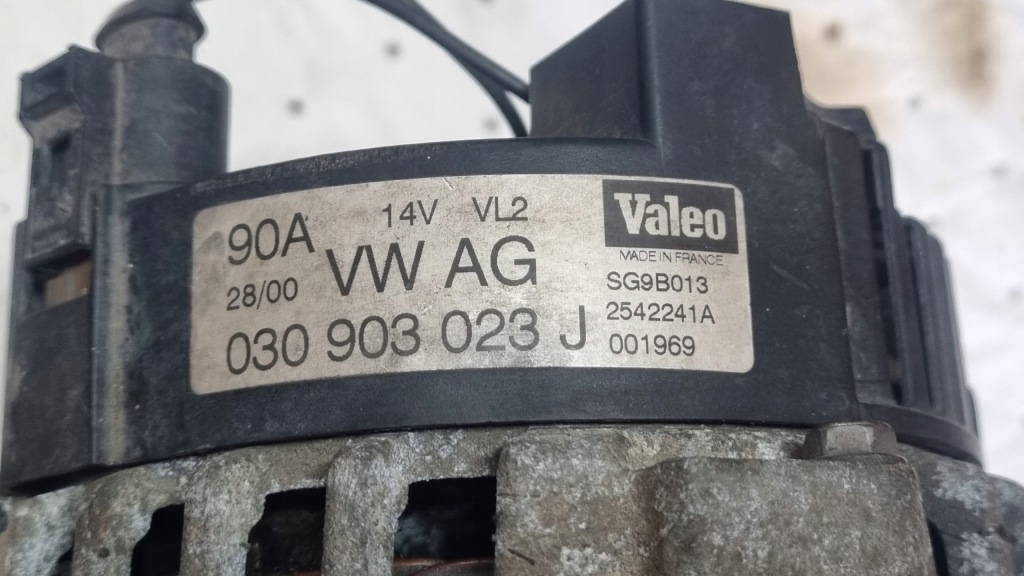 90A 14V VL2
VW AG
28/00
030 903 023 J
Valeo
MADE IN FRANCE
SG9B013
2542241A
001969